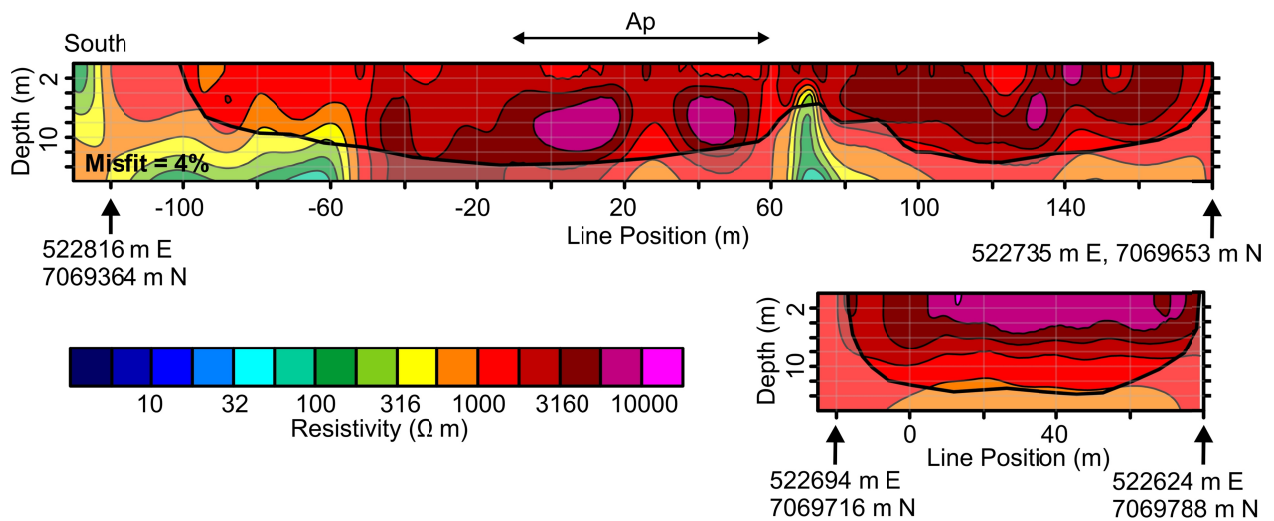 Ap
South
Depth (m)
2
10
Misfit = 4%
-100 -60 -20 20 60 100 140
Line Position (m)
522816 m E
7069364 m N
522735 m E, 7069653 m N
Depth (m)
2
10
0 40
Line Position (m)
522694 m E
7069716 m N
522624 m E
7069788 m N
10 32 100 316 1000 3160 10000
Resistivity (Ω m)